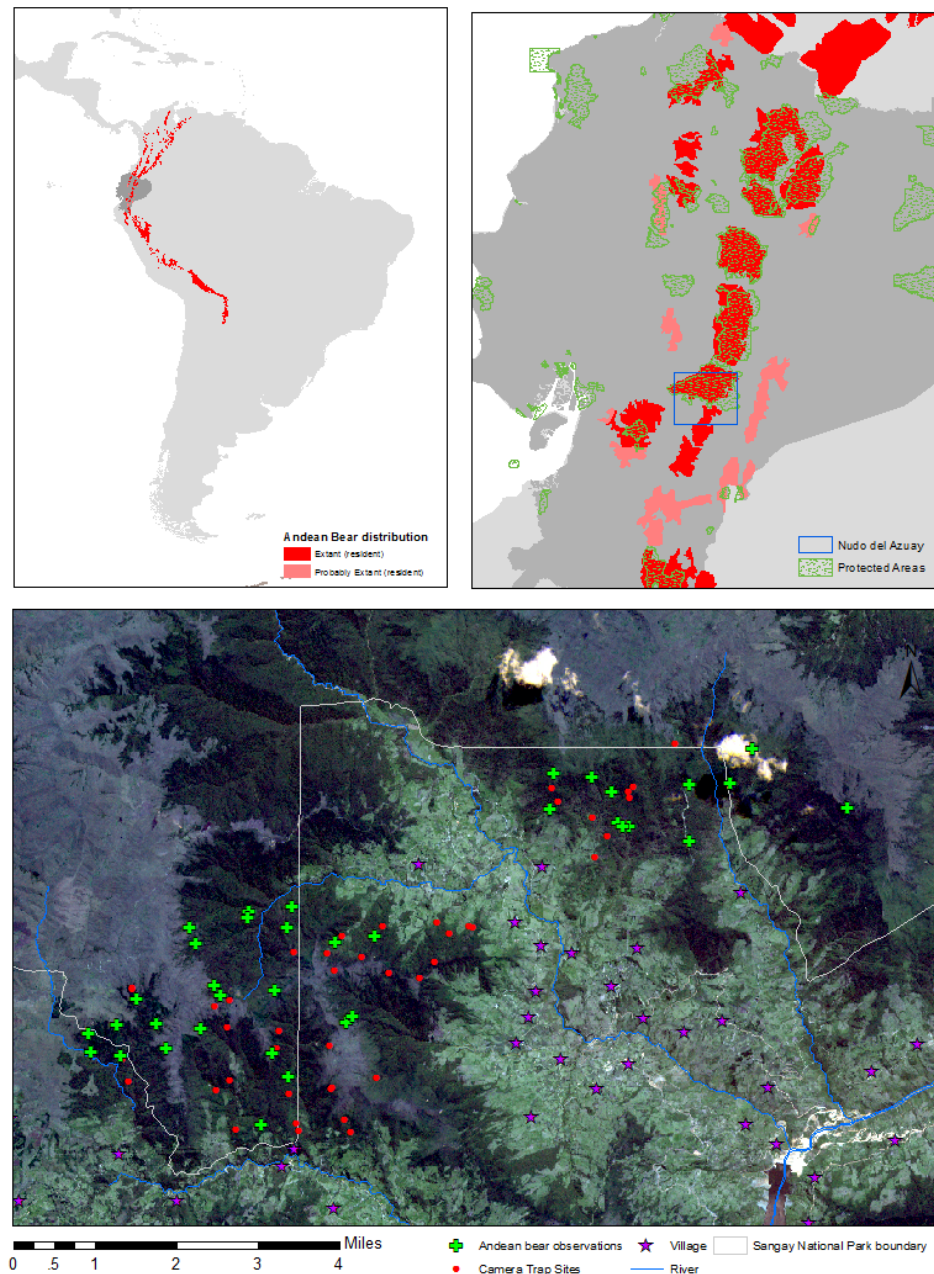 Andean Bear distribution
Extant (resident)
Probably Extant (resident)
Nudo del Azuay
Protected Areas
N
Miles
0 .5 1 2 3 4
Andean bear observations
Village
Sangay National Park boundary
Camera Trap Sites
River